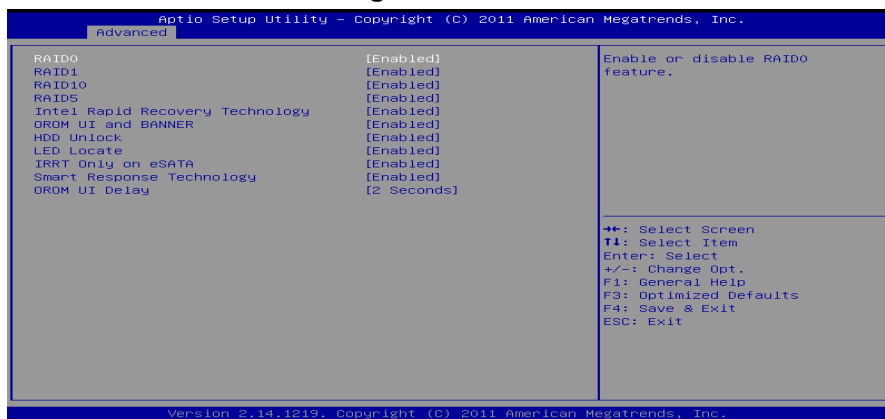 Aptio Setup Utility – Copyright (C) 2011 American Megatrends, Inc.
Advanced
RAID0 [Enabled]
RAID1 [Enabled]
RAID10 [Enabled]
RAID5 [Enabled]
Intel Rapid Recovery Technology [Enabled]
OROM UI and BANNER [Enabled]
HDD Unlock [Enabled]
LED Locate [Enabled]
IRRT Only on eSATA [Enabled]
Smart Response Technology [Enabled]
OROM UI Delay [2 Seconds]
Enable or disable RAID0
feature.
→←: Select Screen
↑↓: Select Item
Enter: Select
+/-: Change Opt.
F1: General Help
F3: Optimized Defaults
F4: Save & Exit
ESC: Exit
Version 2.14.1219. Copyright (C) 2011 American Megatrends, Inc.